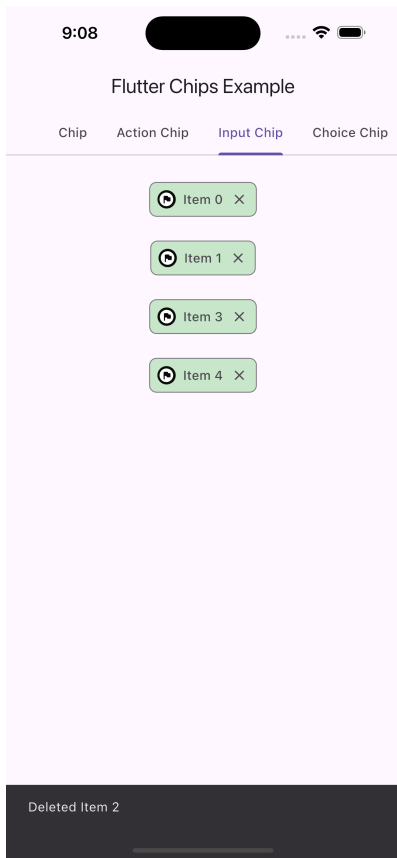 9:08
Flutter Chips Example
Chip Action Chip Input Chip Choice Chip
Item 0
Item 1
Item 3
Item 4
Deleted Item 2